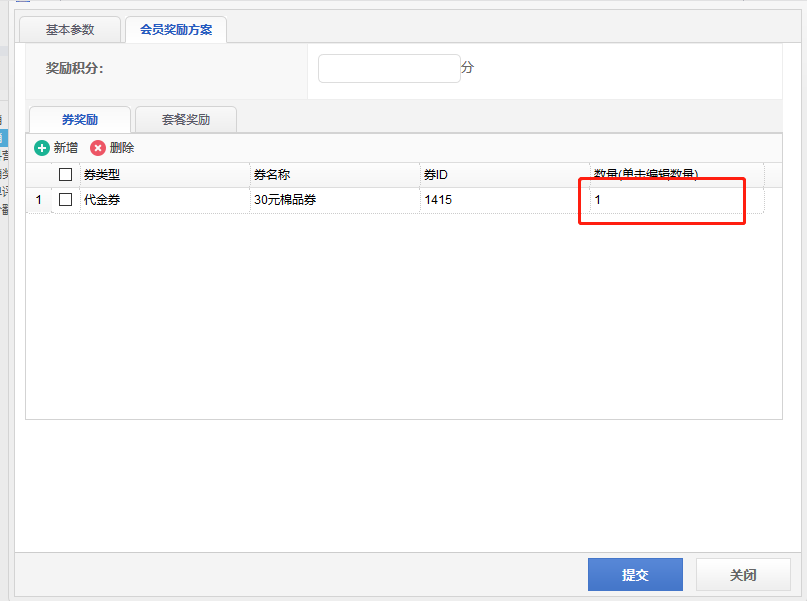 基本参数 会员奖励方案
奖励积分: 分
券奖励 套餐奖励
新增 删除
券类型 券名称 券ID 数量(单击编辑数量)
1 代金券 30元棉品券 1415 1
提交 关闭